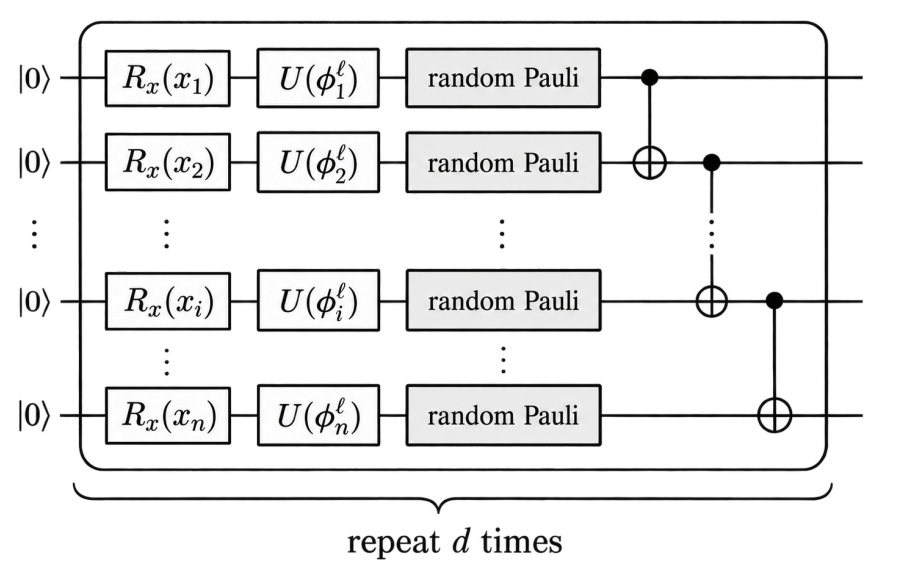 |0⟩ R_x(x_1) U(ϕ_1^ℓ) random Pauli
|0⟩ R_x(x_2) U(ϕ_2^ℓ) random Pauli
⋮ ⋮ ⋮ ⋮
|0⟩ R_x(x_i) U(ϕ_i^ℓ) random Pauli
⋮ ⋮
|0⟩ R_x(x_n) U(ϕ_n^ℓ) random Pauli
repeat d times